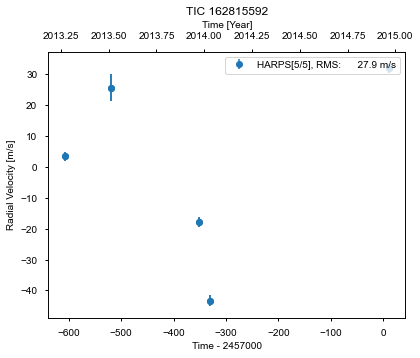 TIC 162815592
Time [Year]
2013.25 2013.50 2013.75 2014.00 2014.25 2014.50 2014.75 2015.00
HARPS[5/5], RMS: 27.9 m/s
30
20
10
0
−10
−20
−30
−40
Radial Velocity [m/s]
−600 −500 −400 −300 −200 −100 0
Time - 2457000